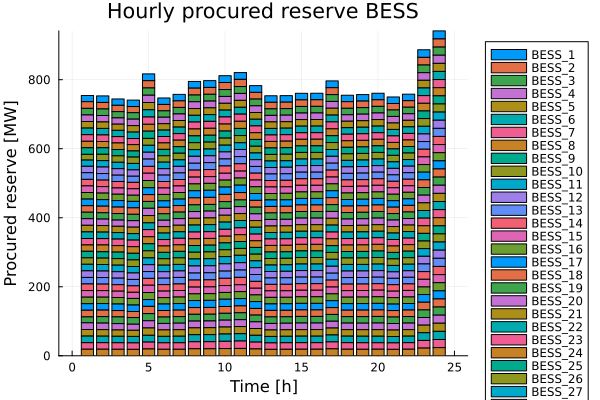 Hourly procured reserve BESS
Procured reserve [MW]
800
600
400
200
0
0
5
10
15
20
25
Time [h]
BESS_1
BESS_2
BESS_3
BESS_4
BESS_5
BESS_6
BESS_7
BESS_8
BESS_9
BESS_10
BESS_11
BESS_12
BESS_13
BESS_14
BESS_15
BESS_16
BESS_17
BESS_18
BESS_19
BESS_20
BESS_21
BESS_22
BESS_23
BESS_24
BESS_25
BESS_26
BESS_27